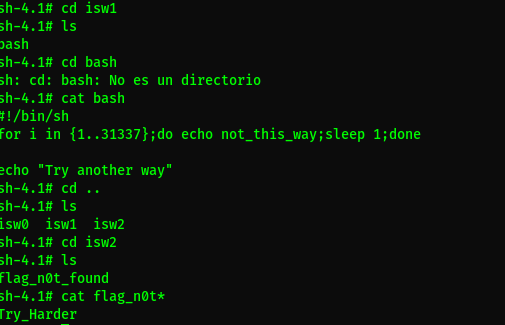 sh-4.1# cd isw1
sh-4.1# ls
bash
sh-4.1# cd bash
sh: cd: bash: No es un directorio
sh-4.1# cat bash
#!/bin/sh
for i in {1..31337};do echo not_this_way;sleep 1;done

echo "Try another way"
sh-4.1# cd ..
sh-4.1# ls
isw0  isw1  isw2
sh-4.1# cd isw2
sh-4.1# ls
flag_n0t_found
sh-4.1# cat flag_n0t*
Try_Harder